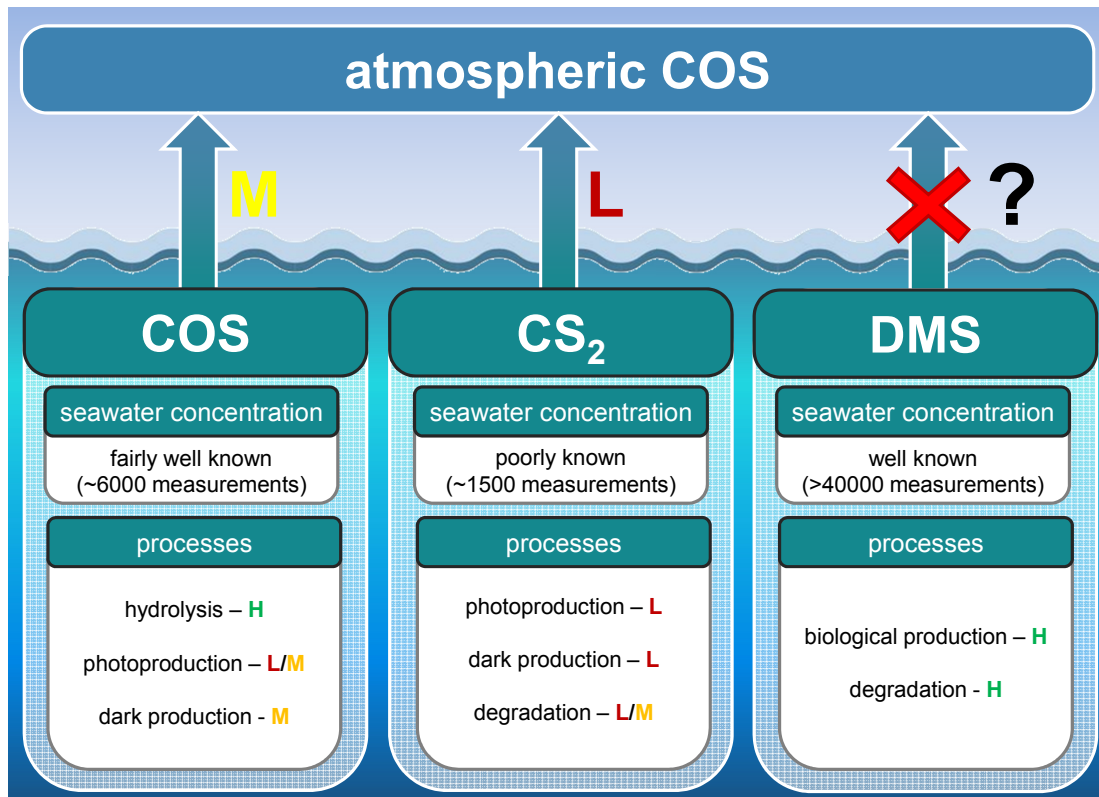 atmospheric COS
M
L
?
COS
seawater concentration
fairly well known
(~6000 measurements)
processes
hydrolysis – H
photoproduction – L/M
dark production - M
CS₂
seawater concentration
poorly known
(~1500 measurements)
processes
photoproduction – L
dark production – L
degradation – L/M
DMS
seawater concentration
well known
(>40000 measurements)
processes
biological production – H
degradation - H